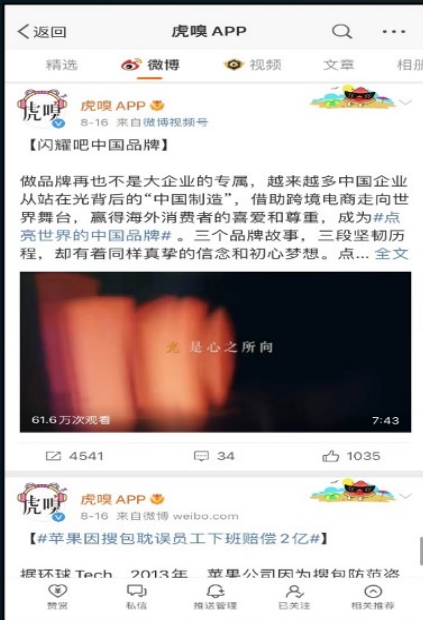 返回
虎嗅 APP
精选
微博
视频
文章
相册
虎嗅
虎嗅 APP
8-16 来自微博视频号
【闪耀吧中国品牌】
做品牌再也不是大企业的专属，越来越多中国企业
从站在光背后的“中国制造”，借助跨境电商走向世
界舞台，赢得海外消费者的喜爱和尊重，成为#点
亮世界的中国品牌# 。三个品牌故事，三段坚韧历
程，却有着同样真挚的信念和初心梦想。点... 全文
光 是心之所向
61.6万次观看
7:43
4541
34
1035
虎嗅
虎嗅 APP
8-16 来自微博 weibo.com
【#苹果因搜包耽误员工下班赔偿2亿#】
据环球Tech，2013年，苹果公司因为搜包防范盗
赞赏
私信
推送管理
已关注
相关推荐